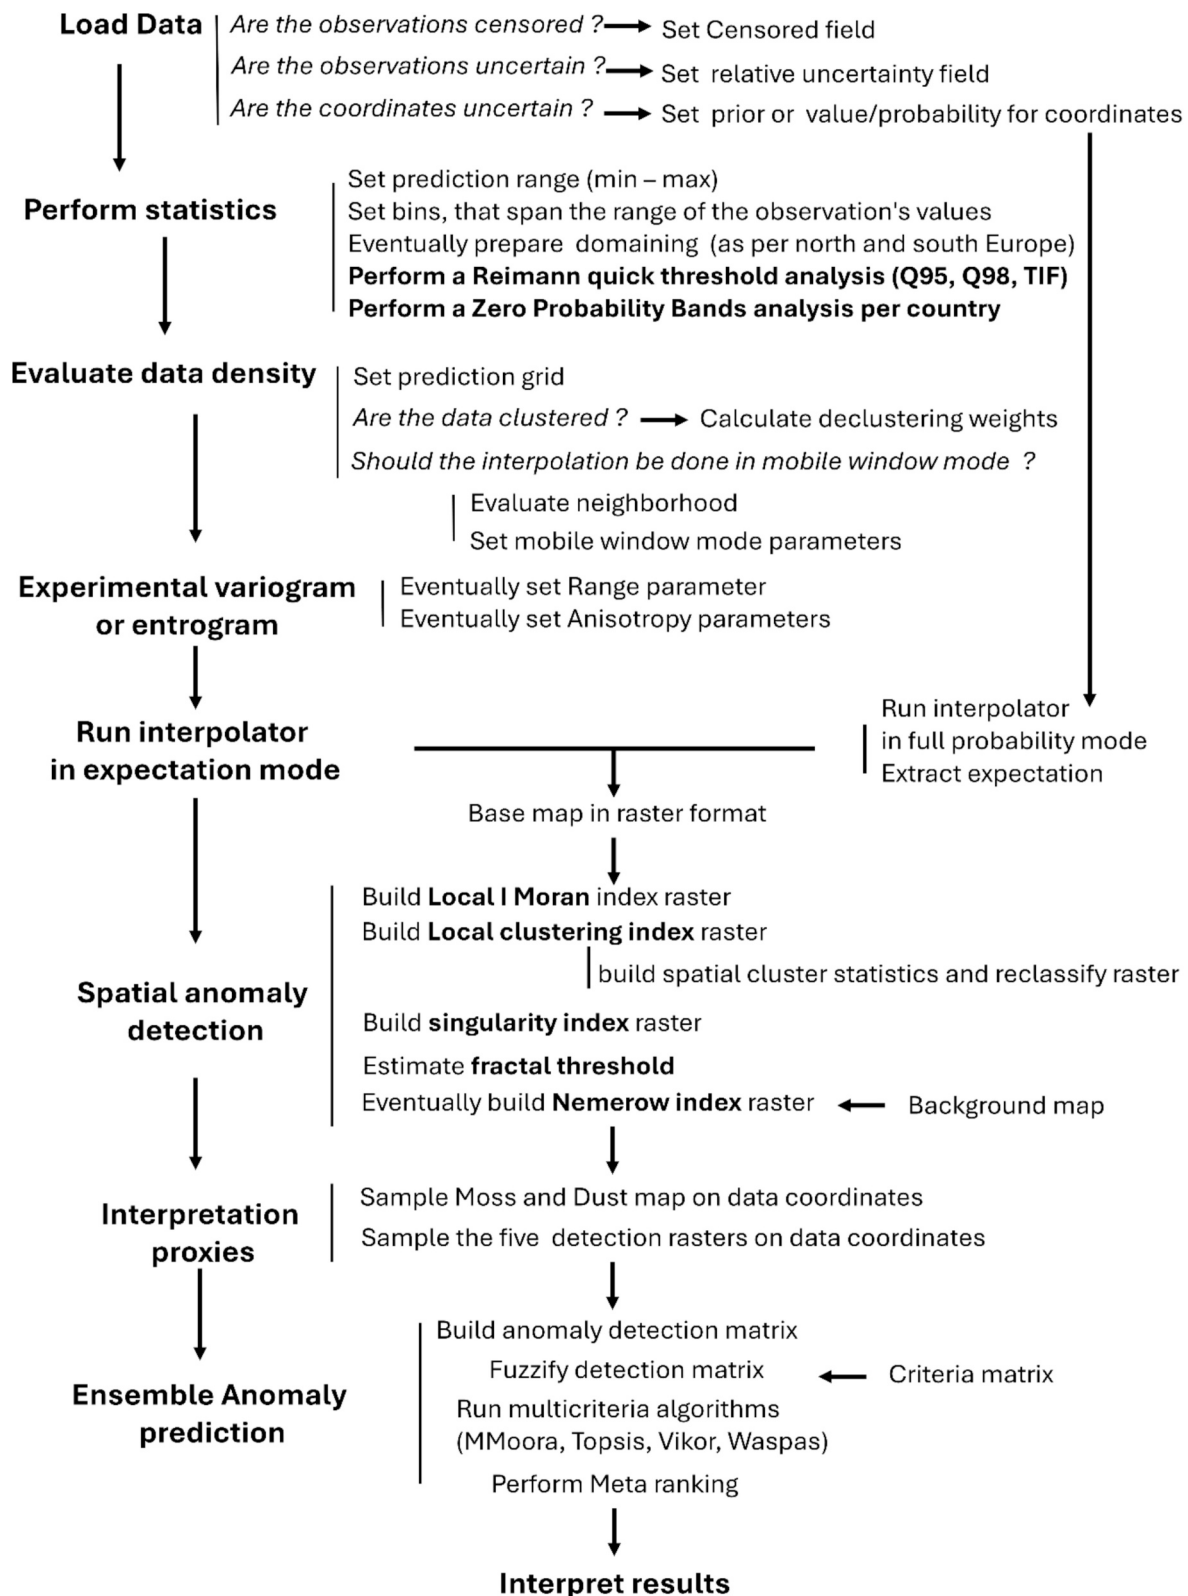 Load Data
Are the observations censored ?
Set Censored field
Are the observations uncertain ?
Set relative uncertainty field
Are the coordinates uncertain ?
Set prior or value/probability for coordinates
Perform statistics
Set prediction range (min – max)
Set bins, that span the range of the observation's values
Eventually prepare domaining (as per north and south Europe)
Perform a Reimann quick threshold analysis (Q95, Q98, TIF)
Perform a Zero Probability Bands analysis per country
Evaluate data density
Set prediction grid
Are the data clustered ?
Calculate declustering weights
Should the interpolation be done in mobile window mode ?
Evaluate neighborhood
Set mobile window mode parameters
Experimental variogram
or entrogram
Eventually set Range parameter
Eventually set Anisotropy parameters
Run interpolator
in expectation mode
Run interpolator
in full probability mode
Extract expectation
Base map in raster format
Spatial anomaly
detection
Build Local I Moran index raster
Build Local clustering index raster
build spatial cluster statistics and reclassify raster
Build singularity index raster
Estimate fractal threshold
Eventually build Nemerow index raster
Background map
Interpretation
proxies
Sample Moss and Dust map on data coordinates
Sample the five detection rasters on data coordinates
Ensemble Anomaly
prediction
Build anomaly detection matrix
Fuzzify detection matrix
Criteria matrix
Run multicriteria algorithms
(MMoora, Topsis, Vikor, Waspas)
Perform Meta ranking
Interpret results